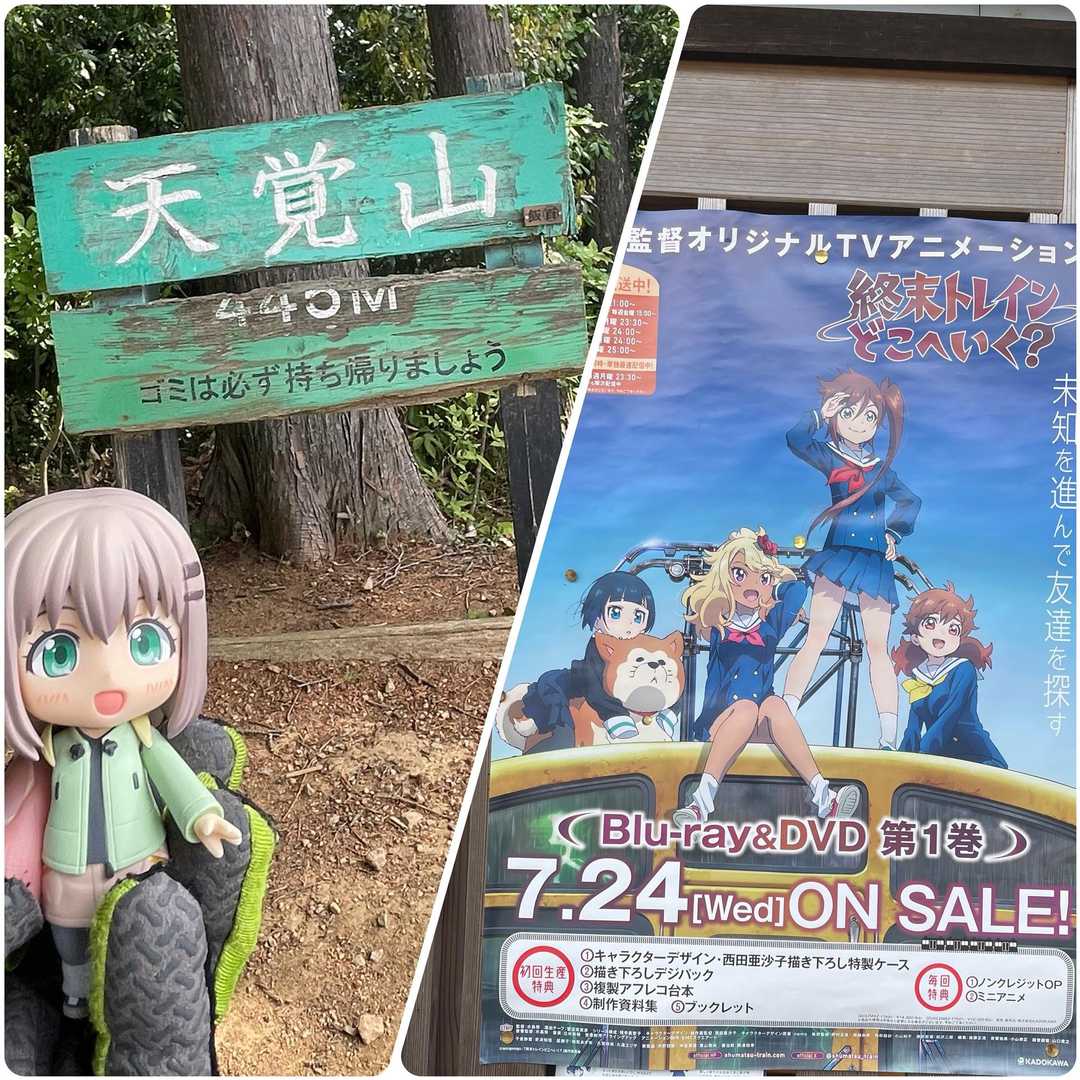 天覚山
飯百
440M
ゴミは必ず持ち帰りましょう
監督オリジナルTVアニメーション
終末トレイン
どこへいく?
送中!
未知を進んで友達を探す
Blu-ray&DVD 第1巻
7.24[Wed]ON SALE!
初回生産
特典
①キャラクターデザイン・西田亜沙子描き下ろし特製ケース
②描き下ろしデジパック
③複製アフレコ台本
④制作資料集 ⑤ブックレット
毎回
特典
①ノンクレジットOP
②ミニアニメ
shumatsu-train.com
@shumatsu_train
KADOKAWA